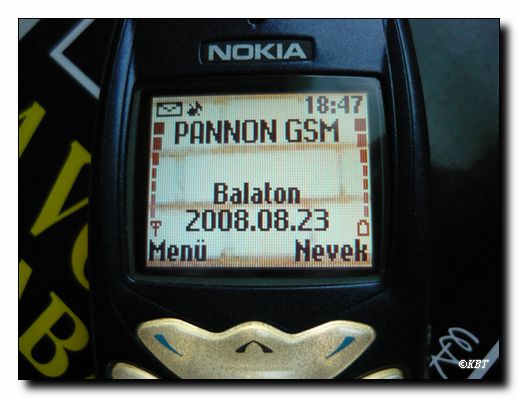 NOKIA
18:47
PANNON GSM
Balaton
2008.08.23
Menü Nevek
©KBT